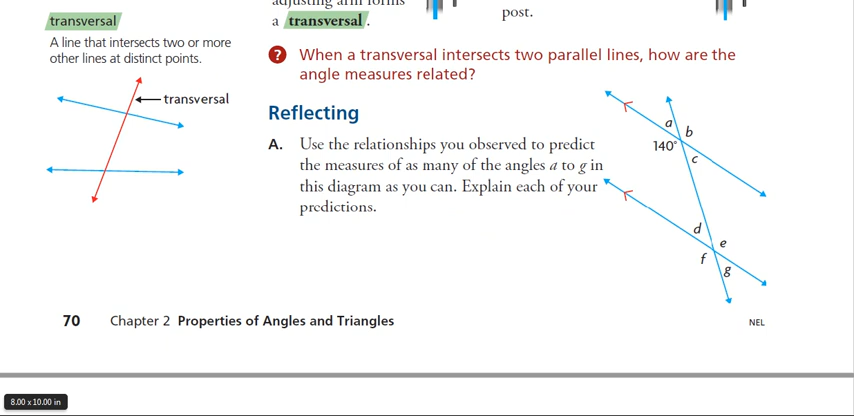 adjusting arm forms
a transversal.
post.
transversal
A line that intersects two or more
other lines at distinct points.
transversal
? When a transversal intersects two parallel lines, how are the
angle measures related?
Reflecting
A. Use the relationships you observed to predict
the measures of as many of the angles a to g in
this diagram as you can. Explain each of your
predictions.
a
b
140°
c
d
e
f
g
70 Chapter 2 Properties of Angles and Triangles
NEL
8.00 x 10.00 in